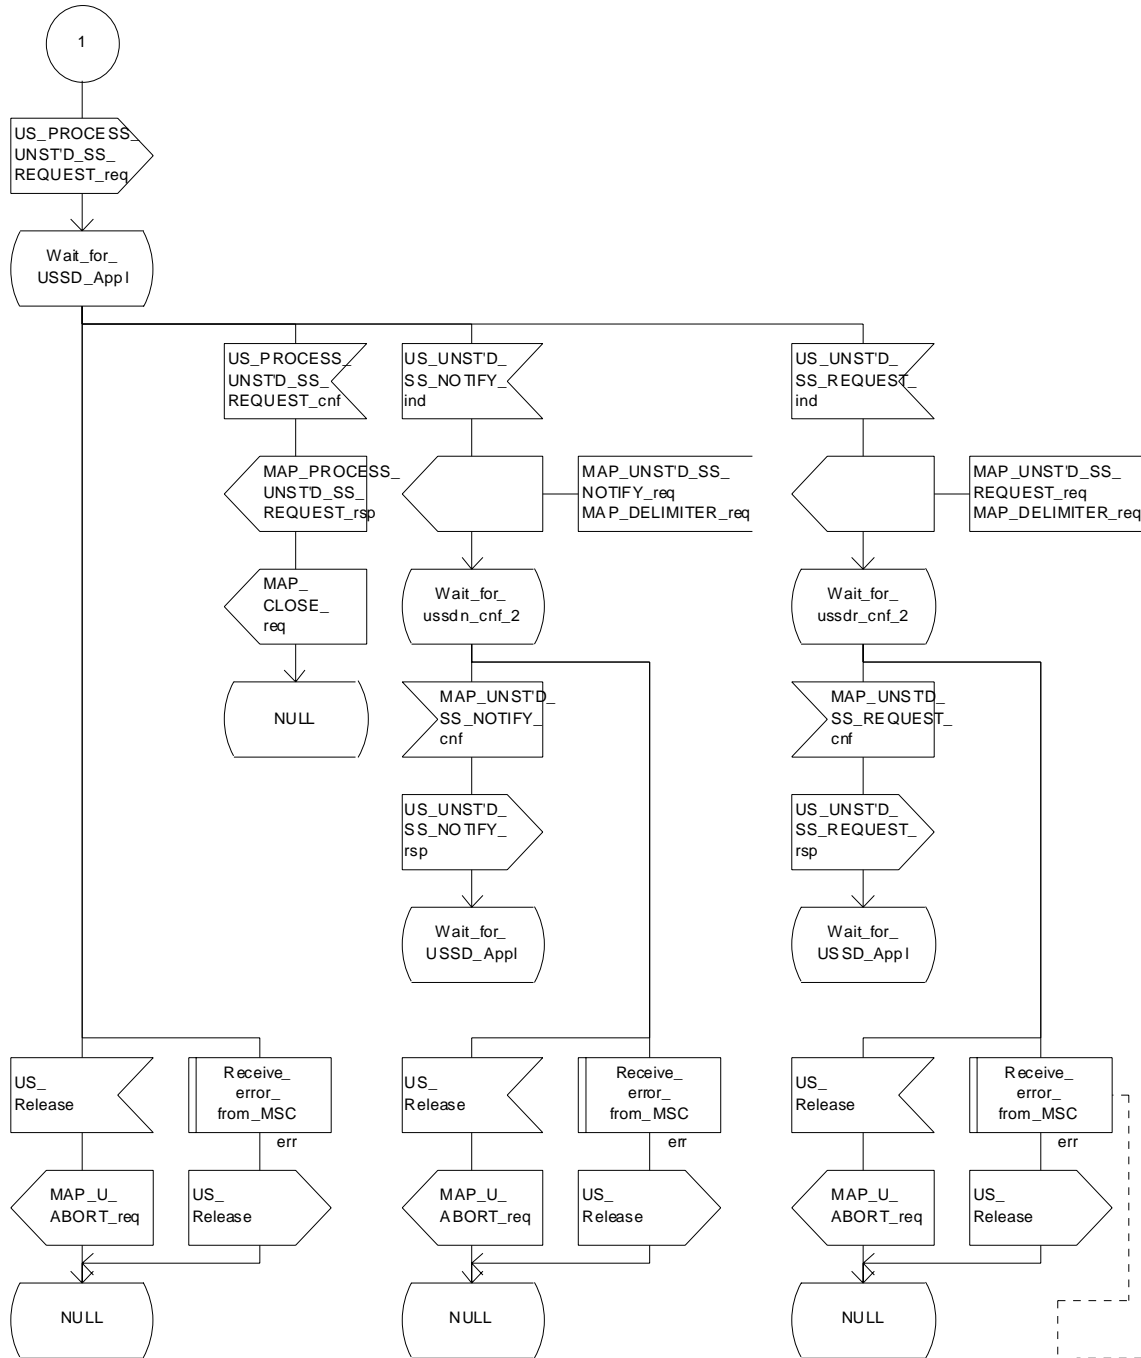 1
US_PROCESS_
UNST'D_SS_
REQUEST_req
Wait_for_
USSD_Appl
US_PROCESS_
UNST'D_SS_
REQUEST_cnf
US_UNST'D_
SS_NOTIFY_
ind
US_UNST'D_
SS_REQUEST_
ind
MAP_PROCESS_
UNST'D_SS_
REQUEST_rsp
MAP_UNST'D_SS_
NOTIFY_req
MAP_DELIMITER_req
MAP_UNST'D_SS_
REQUEST_req
MAP_DELIMITER_req
MAP_
CLOSE_
req
Wait_for_
ussdn_cnf_2
Wait_for_
ussdr_cnf_2
NULL
MAP_UNST'D_
SS_NOTIFY_
cnf
MAP_UNST'D_
SS_REQUEST_
cnf
US_UNST'D_
SS_NOTIFY_
rsp
US_UNST'D_
SS_REQUEST_
rsp
Wait_for_
USSD_Appl
Wait_for_
USSD_Appl
US_
Release
Receive_
error_
from_MSC
err
US_
Release
Receive_
error_
from_MSC
err
US_
Release
Receive_
error_
from_MSC
err
MAP_U_
ABORT_req
US_
Release
MAP_U_
ABORT_req
US_
Release
MAP_U_
ABORT_req
US_
Release
NULL
NULL
NULL